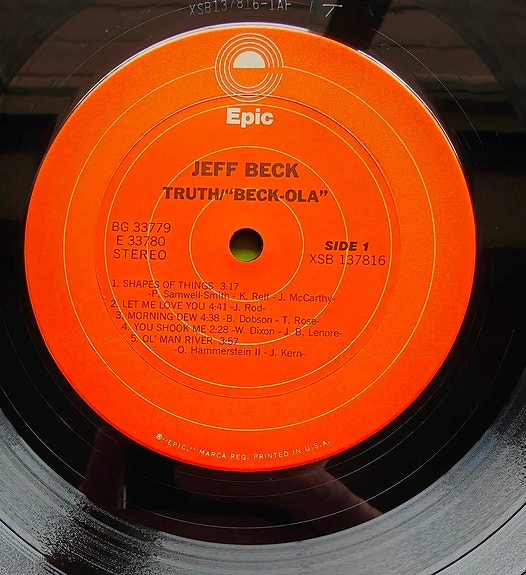 XSB137816-1AF
Epic
JEFF BECK
TRUTH/"BECK-OLA"
BG 33779
E 33780
STEREO
SIDE 1
XSB 137816
1. SHAPES OF THINGS 3:17
-P. Samwell-Smith - K. Relf - J. McCarthy-
2. LET ME LOVE YOU 4:41 -J. Rod-
3. MORNING DEW 4:38 -B. Dobson - T. Rose-
4. YOU SHOOK ME 2:28 -W. Dixon - J. B. Lenore-
5. OL' MAN RIVER 3:57
-O. Hammerstein II - J. Kern-
℗"EPIC," MARCA REG. PRINTED IN U.S.A.